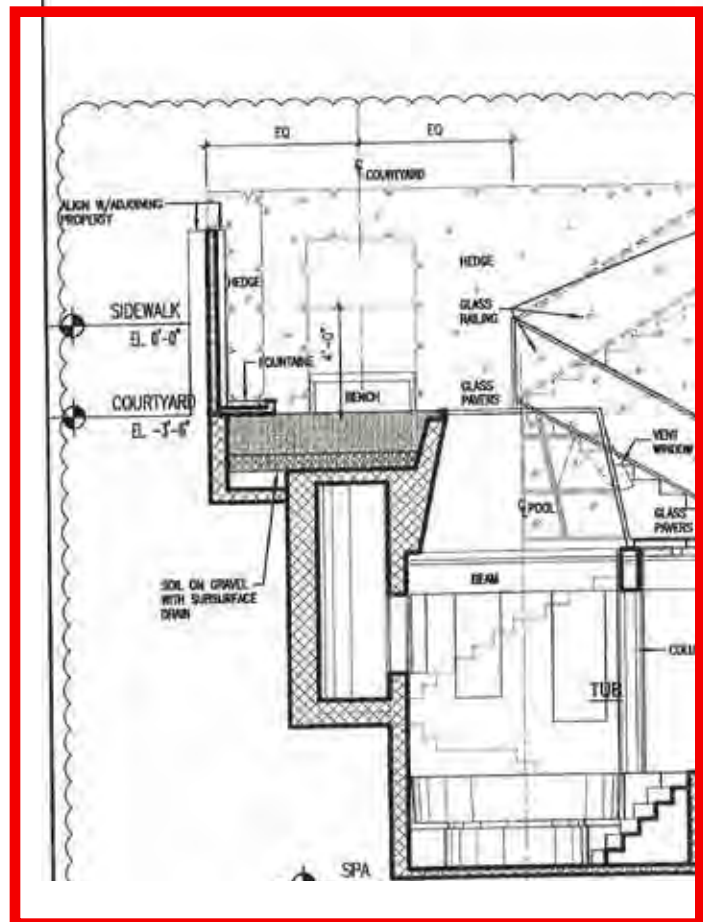 EQ
EQ
℄ COURTYARD
ALIGN W/ADJOINING
PROPERTY
HEDGE
HEDGE
GLASS
RAILING
SIDEWALK
EL 0'-0"
4'-0"
FOUNTAINE
BENCH
GLASS
PAVERS
COURTYARD
EL -3'-6"
VENT
WINDOW
℄ POOL
GLASS
PAVERS
SOIL ON GRAVEL
WITH SUBSURFACE
DRAIN
BEAM
COLU
TUB
SPA